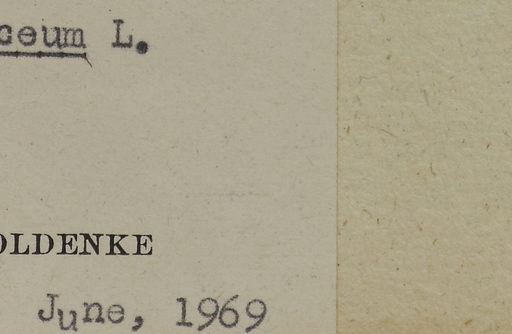 ceum L.
OLDENKE
June, 1969